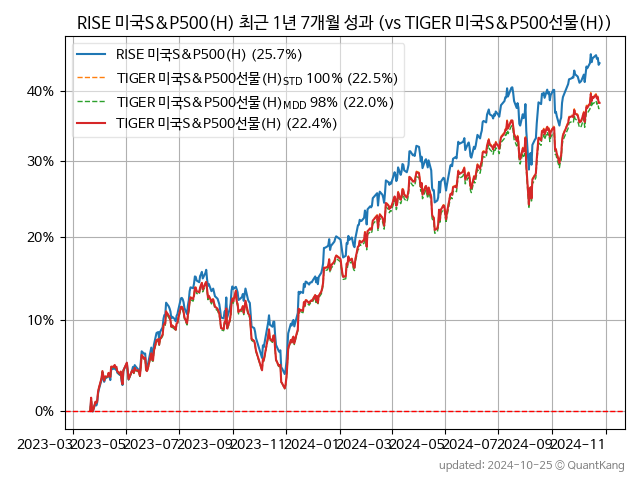 RISE 미국S&P500(H) 최근 1년 7개월 성과 (vs TIGER 미국S&P500선물(H))
RISE 미국S&P500(H) (25.7%)
TIGER 미국S&P500선물(H)STD 100% (22.5%)
TIGER 미국S&P500선물(H)MDD 98% (22.0%)
TIGER 미국S&P500선물(H) (22.4%)
40%
30%
20%
10%
0%
2023-03 2023-05 2023-07 2023-09 2023-11 2024-01 2024-03 2024-05 2024-07 2024-09 2024-11
updated: 2024-10-25 © QuantKang